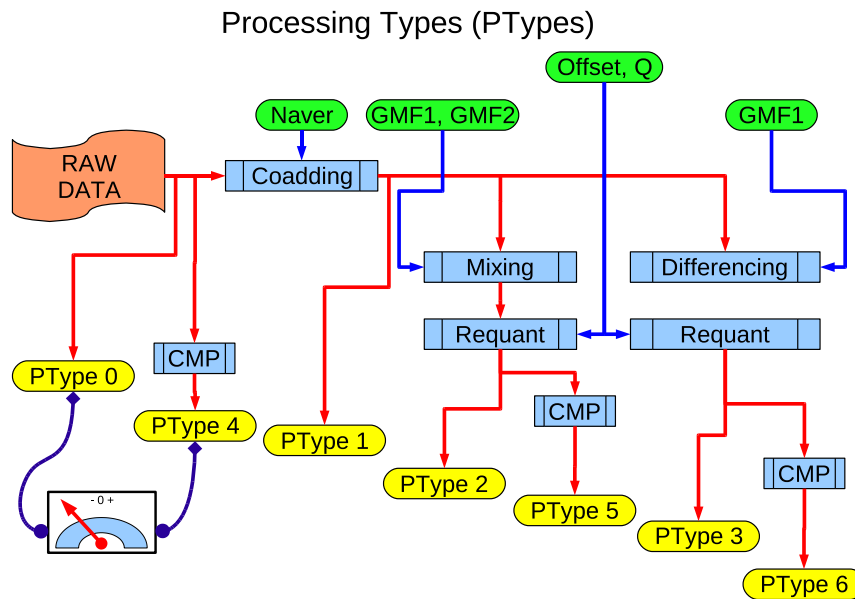 Processing Types (PTypes)
Offset, Q
Naver
GMF1, GMF2
GMF1
RAW
DATA
Coadding
Mixing
Differencing
Requant
Requant
CMP
PType 0
PType 4
CMP
PType 1
PType 2
CMP
PType 5
PType 3
PType 6
- 0 +